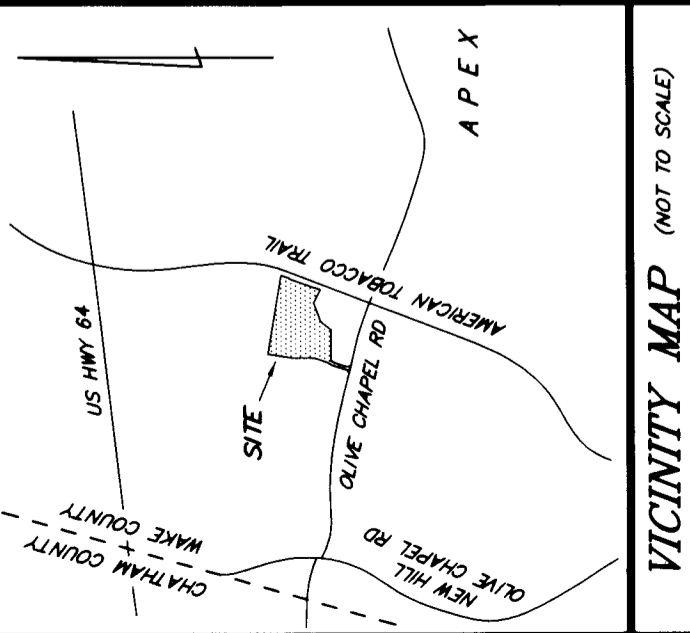 VICINITY MAP (NOT TO SCALE)
APEX
US HWY 64
AMERICAN TOBACCO TRAIL
SITE
OLIVE CHAPEL RD
WAKE COUNTY
CHATHAM COUNTY
NEW HILL
OLIVE CHAPEL RD